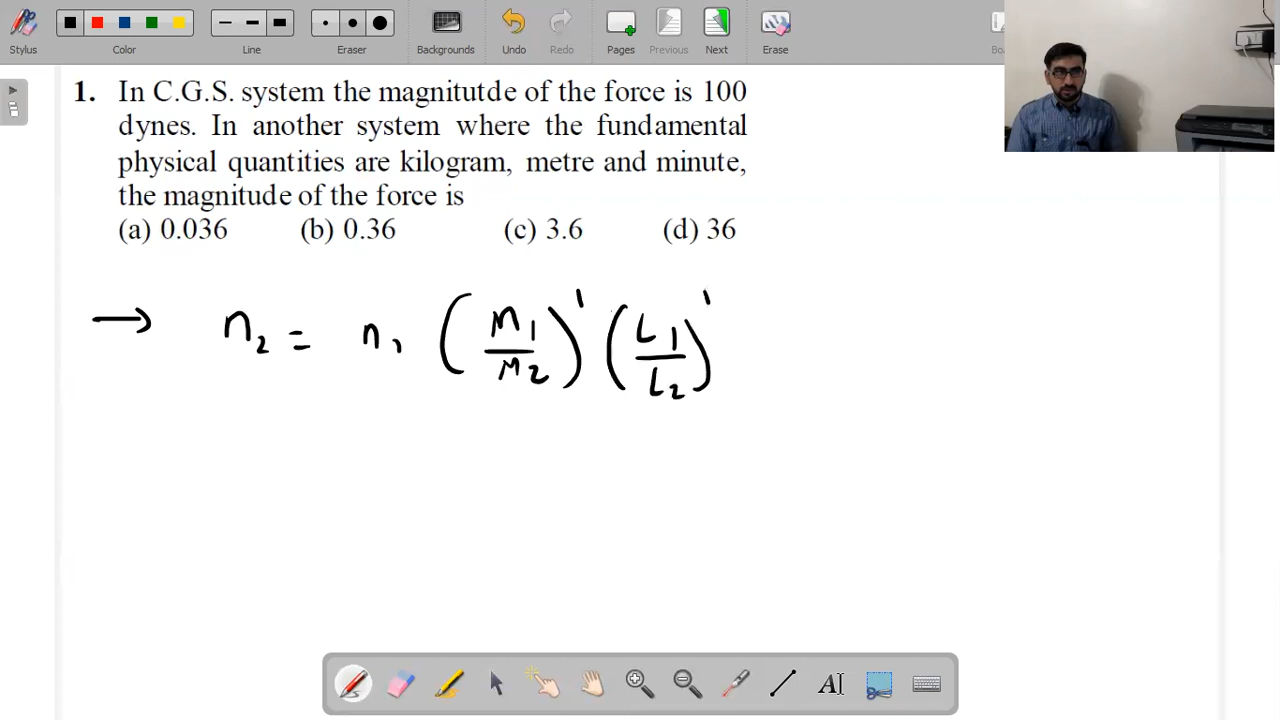 Stylus
Color
Line
Eraser
Backgrounds
Undo
Redo
Pages
Previous
Next
Erase
1. In C.G.S. system the magnitutde of the force is 100
dynes. In another system where the fundamental
physical quantities are kilogram, metre and minute,
the magnitude of the force is
(a) 0.036 (b) 0.36 (c) 3.6 (d) 36
→ n₂ = n₁ (M₁/M₂)¹ (L₁/L₂)¹